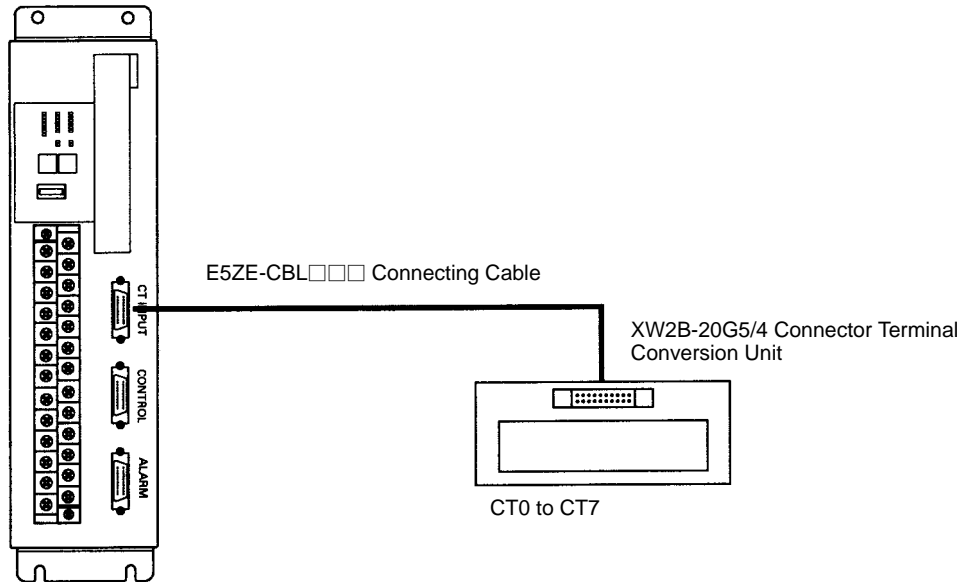 E5ZE-CBL□□□ Connecting Cable
CT INPUT
XW2B-20G5/4 Connector Terminal
Conversion Unit
CONTROL
ALARM
CT0 to CT7